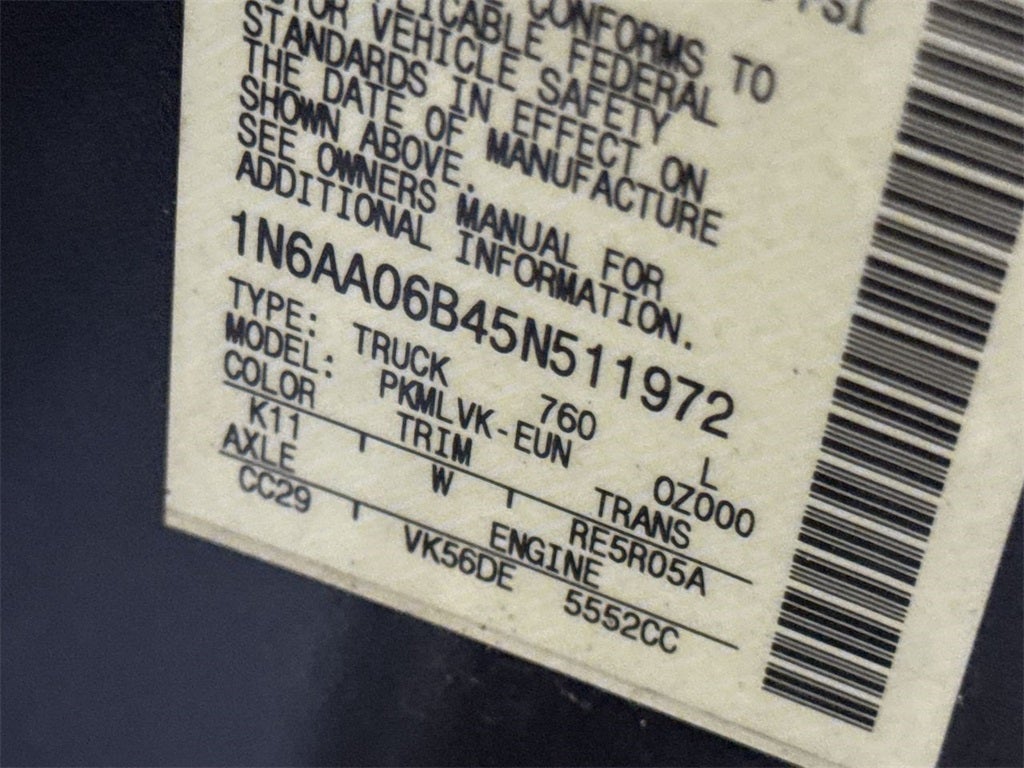 PSI
CONFORMS TO
FEDERAL
VEHICLE SAFETY
STANDARDS IN EFFECT ON
THE DATE OF MANUFACTURE
SHOWN ABOVE.
SEE OWNERS MANUAL FOR
ADDITIONAL INFORMATION.
1N6AA06B45N511972
TYPE: TRUCK 760 L
MODEL: PKMLVK-EUN 0Z000
COLOR TRIM TRANS
K11 W RE5R05A
AXLE ENGINE
CC29 VK56DE 5552CC